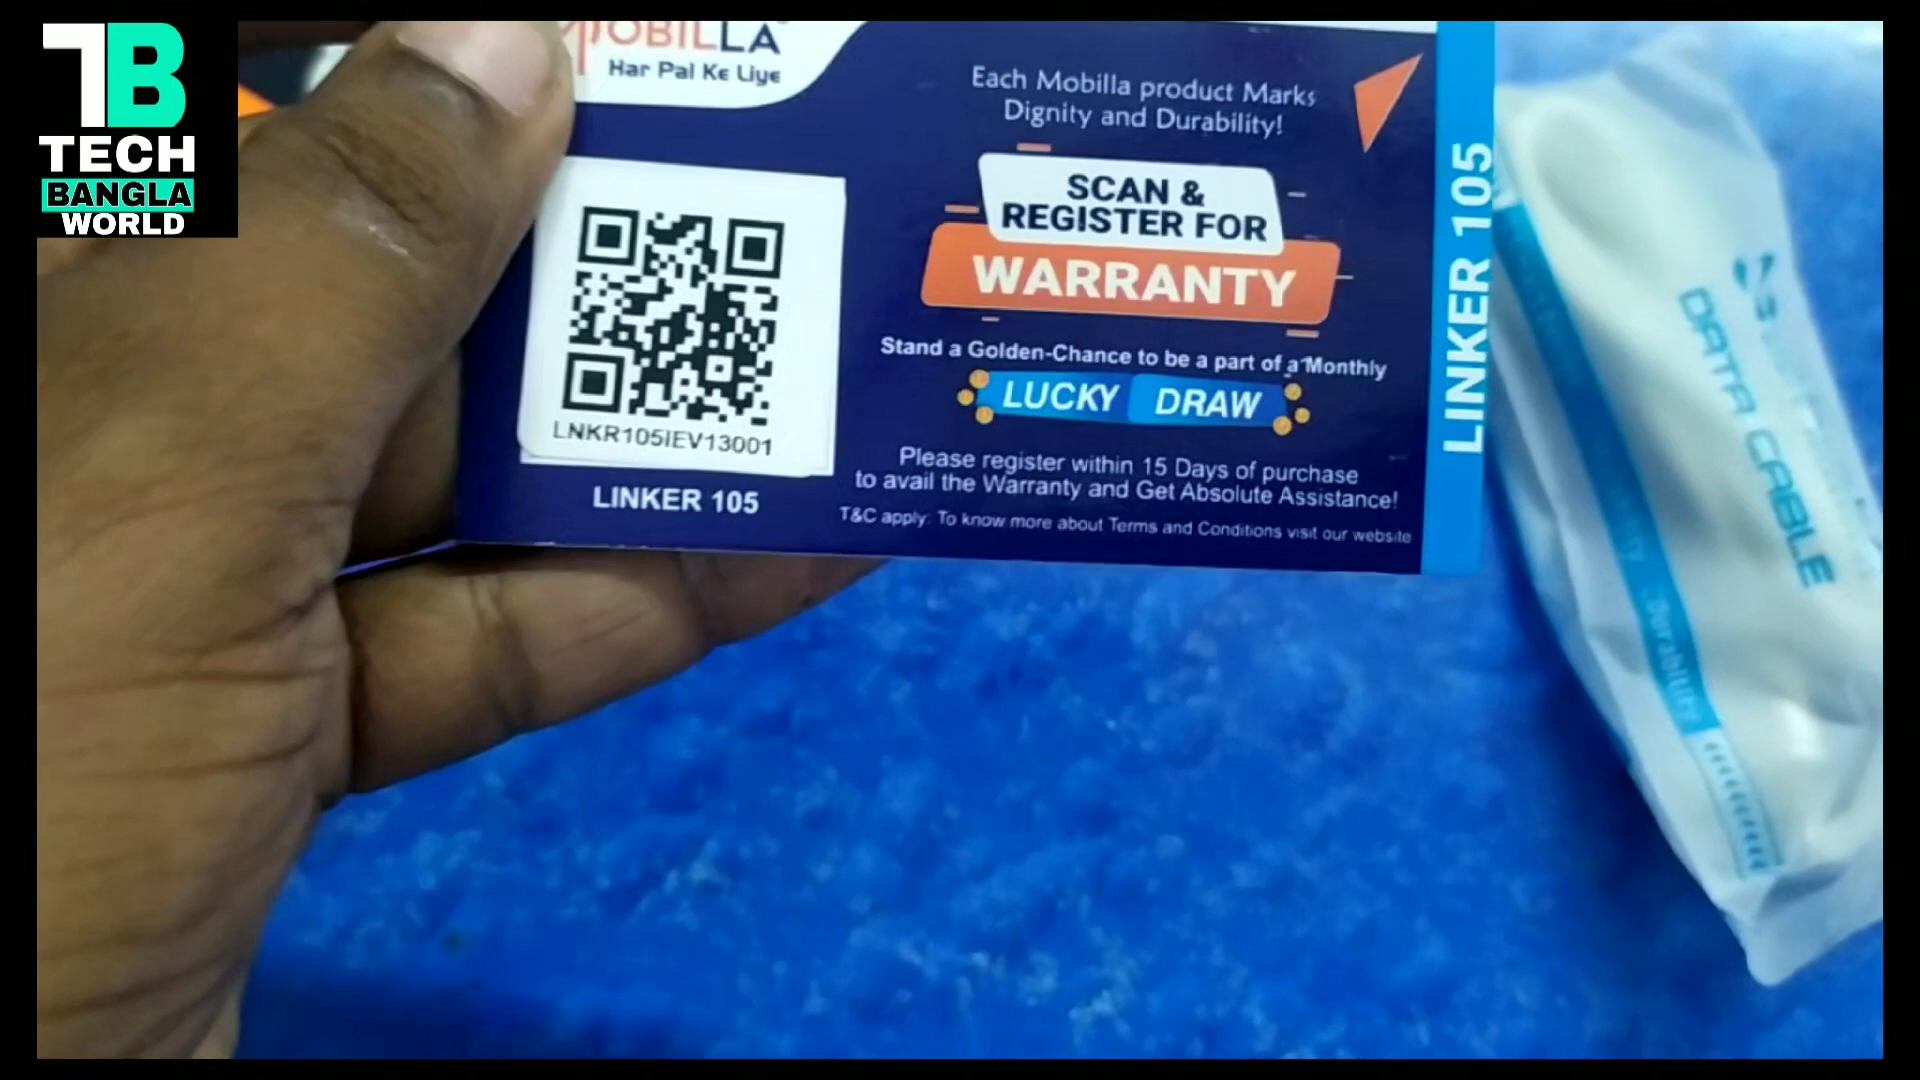 TB
TECH
BANGLA
WORLD
MOBILLA
Har Pal Ke Liye
Each Mobilla product Marks
Dignity and Durability!
SCAN &
REGISTER FOR
WARRANTY
Stand a Golden-Chance to be a part of a Monthly
LUCKY DRAW
Please register within 15 Days of purchase
to avail the Warranty and Get Absolute Assistance!
T&C apply: To know more about Terms and Conditions visit our website
LNKR105IEV13001
LINKER 105
LINKER 105
DATA CABLE
Durability